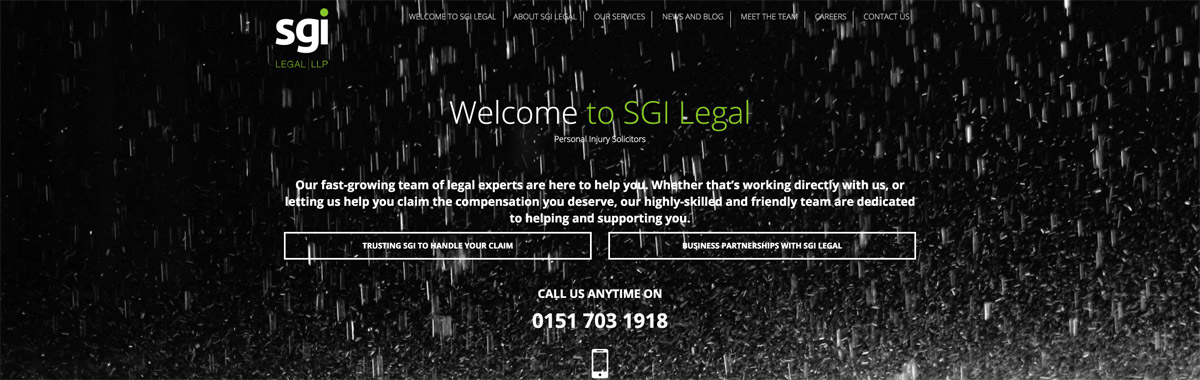 sgi
LEGAL | LLP
WELCOME TO SGI LEGAL | ABOUT SGI LEGAL | OUR SERVICES | NEWS AND BLOG | MEET THE TEAM | CAREERS | CONTACT US
Welcome to SGI Legal
Personal Injury Solicitors
Our fast-growing team of legal experts are here to help you. Whether that’s working directly with us, or
letting us help you claim the compensation you deserve, our highly-skilled and friendly team are dedicated
to helping and supporting you.
TRUSTING SGI TO HANDLE YOUR CLAIM
BUSINESS PARTNERSHIPS WITH SGI LEGAL
CALL US ANYTIME ON
0151 703 1918